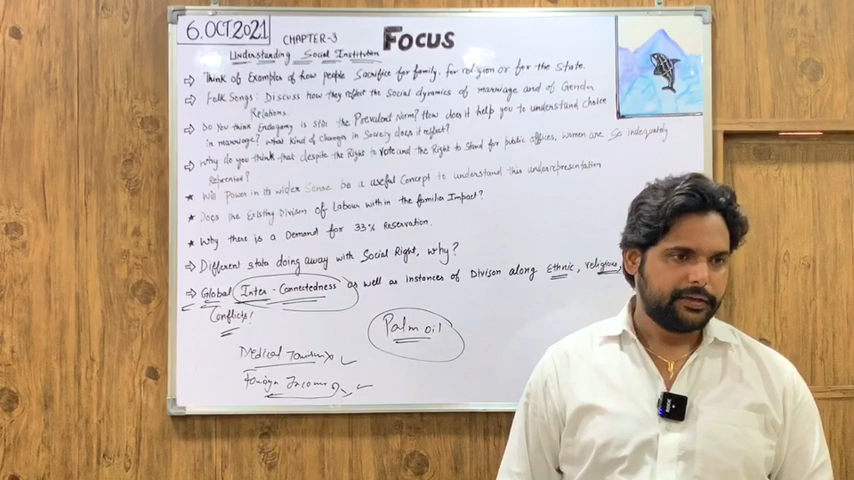 6.OCT.2021
CHAPTER-3
FOCUS
Understanding Social Institution
Think of Examples of how people Sacrifice for family. For religion or for the State.
Folk Songs: Discuss how they reflect the Social dynamics of marriage and of Gender
Relations.
Do You think Endogamy is still the Prevalent Norm? How does it help you to understand choice
in marriage? What kind of changes in Society does it reflect?
Why do you think that despite the Right to Vote and the Right to Stand for public offices, women are So indequately
Represented?
Will Power in its wider Sense be a useful Concept to understand this underrepresentation
Does the Existing Divison of Labour within the families Impact?
Why there is a Demand for 33% Reservation.
Different states doing away with Social Right, why?
Global Inter-Connectedness as well as instances of Divison along Ethnic, religious,
Conflicts!
Palm oil
Medical Tourism
Foreign Income